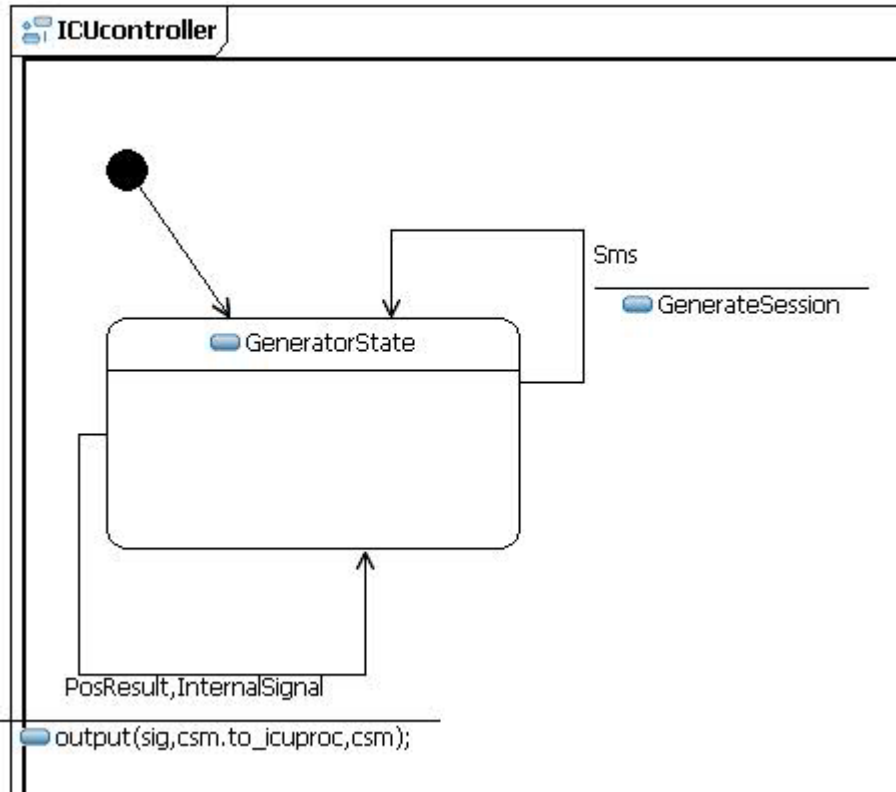 ICUcontroller
Sms
GenerateSession
GeneratorState
PosResult,InternalSignal
output(sig,csm.to_icuproc,csm);